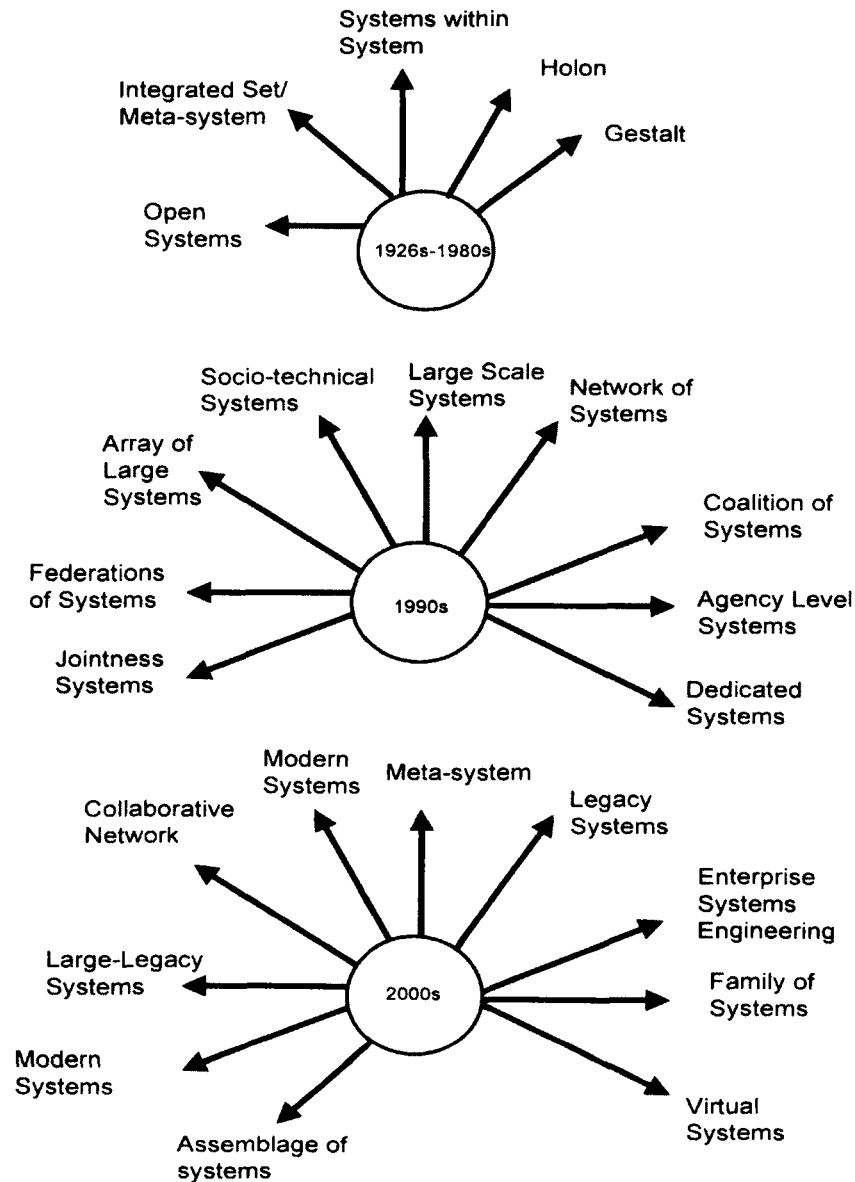 Systems within
System
Holon
Integrated Set/
Meta-system
Gestalt
Open
Systems
1926s-1980s
Socio-technical
Systems
Large Scale
Systems
Network of
Systems
Array of
Large
Systems
Coalition of
Systems
Federations
of Systems
1990s
Agency Level
Systems
Jointness
Systems
Dedicated
Systems
Modern
Systems
Meta-system
Legacy
Systems
Collaborative
Network
Enterprise
Systems
Engineering
Large-Legacy
Systems
2000s
Family of
Systems
Modern
Systems
Virtual
Systems
Assemblage of
systems